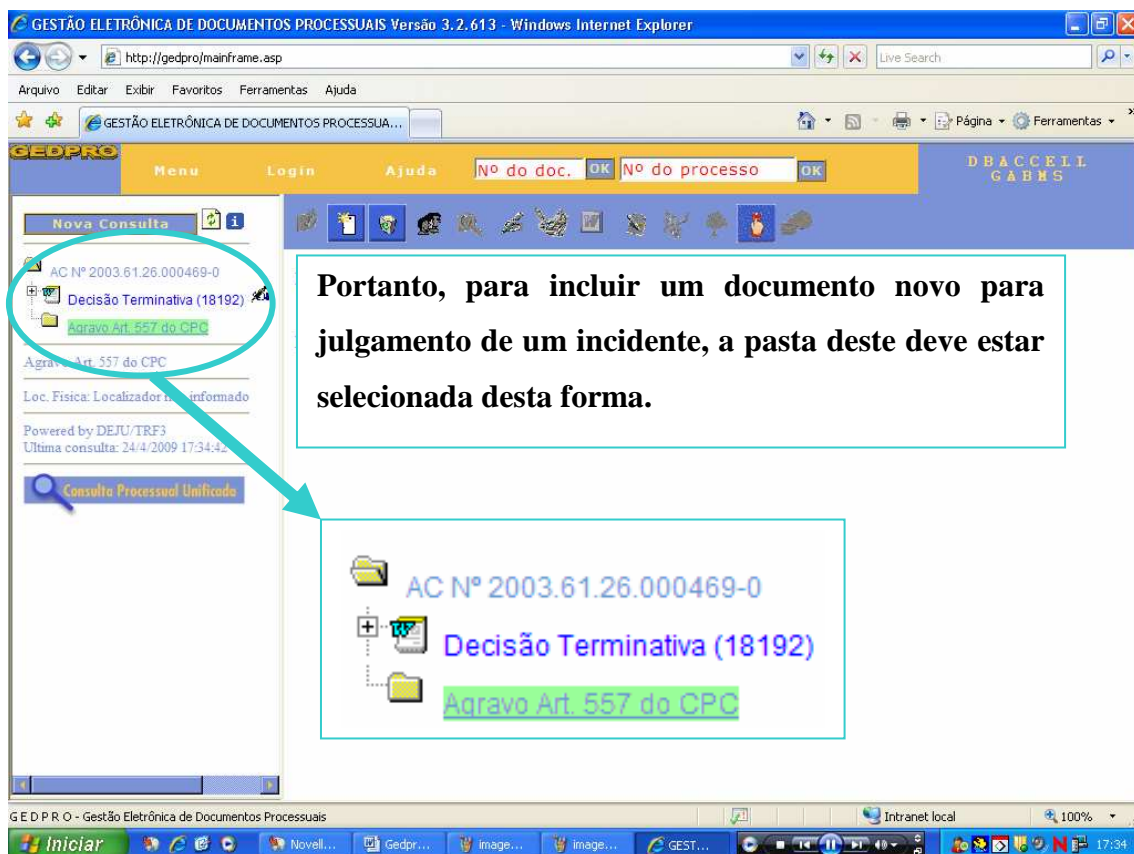 GESTÃO ELETRÔNICA DE DOCUMENTOS PROCESSUAIS Versão 3.2.613 - Windows Internet Explorer
http://gedpro/mainframe.asp
Live Search
Arquivo Editar Exibir Favoritos Ferramentas Ajuda
GESTÃO ELETRÔNICA DE DOCUMENTOS PROCESSUA...
Página Ferramentas
GEDPRO
Menu Login Ajuda Nº do doc. OK Nº do processo OK
DBACCELL
GABMS
Nova Consulta
AC Nº 2003.61.26.000469-0
Decisão Terminativa (18192)
Agravo Art. 557 do CPC
Agravo Art. 557 do CPC
Loc. Fisica: Localizador não informado
Powered by DEJU/TRF3
Ultima consulta: 24/4/2009 17:34:42
Consulta Processual Unificada
Portanto, para incluir um documento novo para
julgamento de um incidente, a pasta deste deve estar
selecionada desta forma.
AC Nº 2003.61.26.000469-0
Decisão Terminativa (18192)
Agravo Art. 557 do CPC
G E D P R O - Gestão Eletrônica de Documentos Processuais
Intranet local
100%
Iniciar
Novell...
Gedpr...
image...
image...
GEST...
17:34